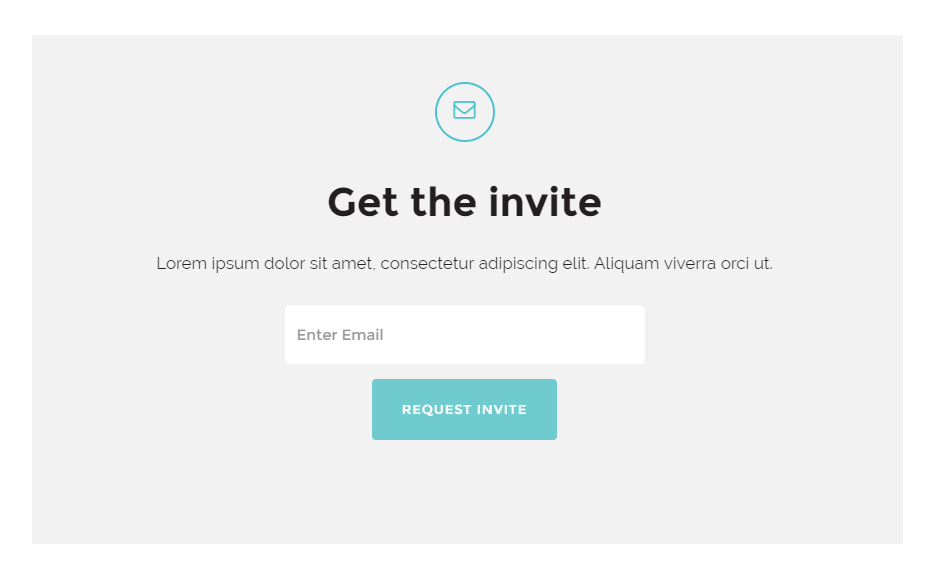 Get the invite
Lorem ipsum dolor sit amet, consectetur adipiscing elit. Aliquam viverra orci ut.
Enter Email
REQUEST INVITE